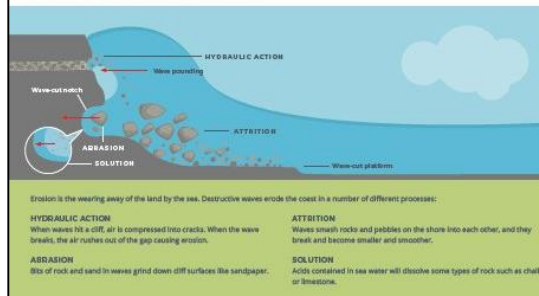 HYDRAULIC ACTION
Wave pounding
Wave-cut notch
ATTRITION
ABRASION
SOLUTION
Wave-cut platform
Erosion is the wearing away of the land by the sea. Destructive waves erode the coast in a number of different processes:
HYDRAULIC ACTION
When waves hit a cliff, air is compressed into cracks. When the wave
breaks, the air rushes out of the gap causing erosion.
ATTRITION
Waves smash rocks and pebbles on the shore into each other, and they
break and become smaller and smoother.
ABRASION
Bits of rock and sand in waves grind down cliff surfaces like sandpaper.
SOLUTION
Acids contained in sea water will dissolve some types of rock such as chalk
or limestone.